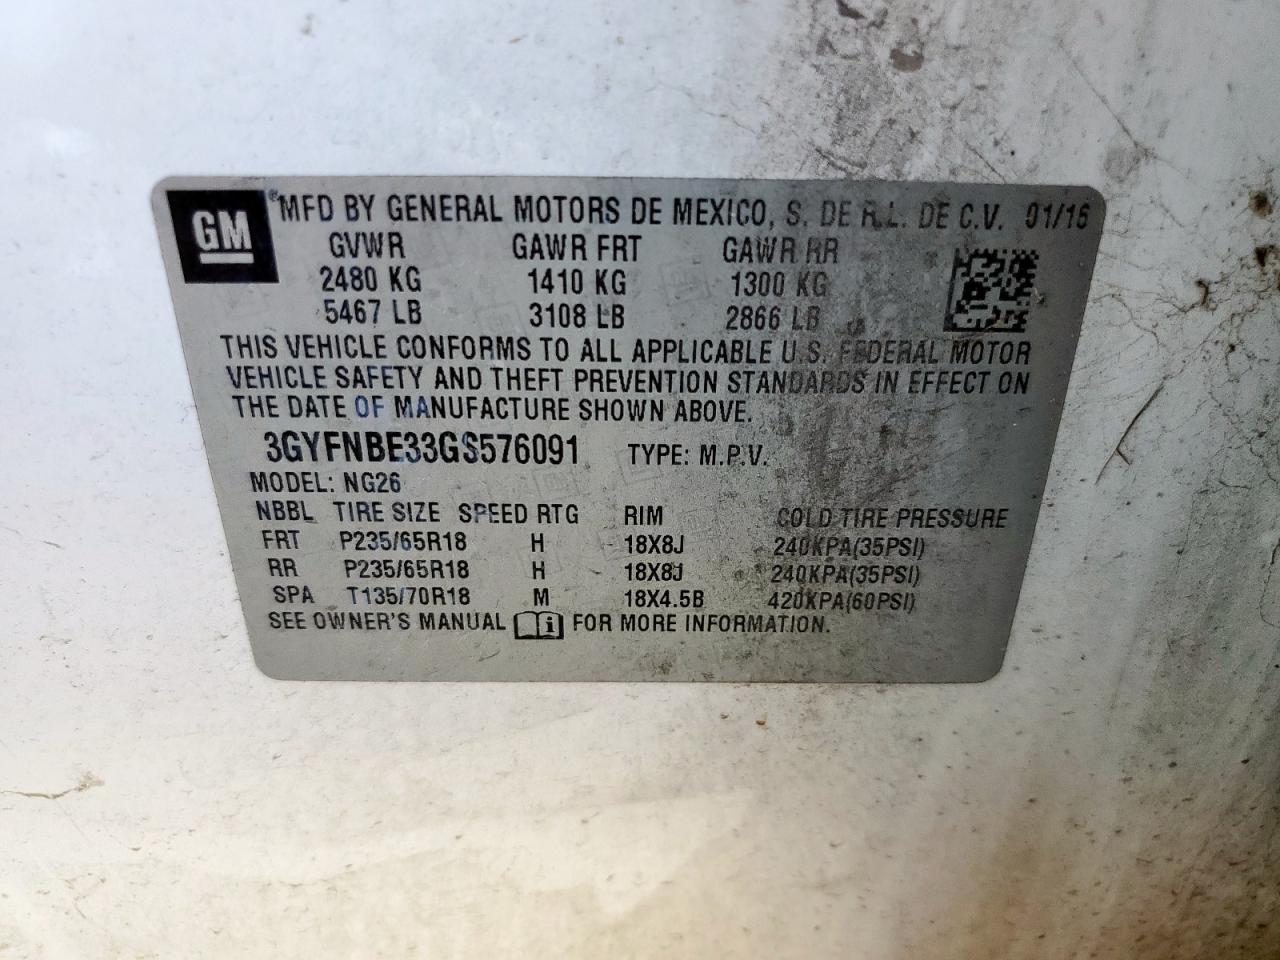 GM ® MFD BY GENERAL MOTORS DE MEXICO, S. DE R.L. DE C.V. 01/16
GVWR GAWR FRT GAWR RR
2480 KG 1410 KG 1300 KG
5467 LB 3108 LB 2866 LB
THIS VEHICLE CONFORMS TO ALL APPLICABLE U.S. FEDERAL MOTOR
VEHICLE SAFETY AND THEFT PREVENTION STANDARDS IN EFFECT ON
THE DATE OF MANUFACTURE SHOWN ABOVE.
3GYFNBE33GS576091 TYPE: M.P.V.
MODEL: NG26
NBBL TIRE SIZE SPEED RTG RIM COLD TIRE PRESSURE
FRT P235/65R18 H 18X8J 240KPA(35PSI)
RR P235/65R18 H 18X8J 240KPA(35PSI)
SPA T135/70R18 M 18X4.5B 420KPA(60PSI)
SEE OWNER'S MANUAL i FOR MORE INFORMATION.